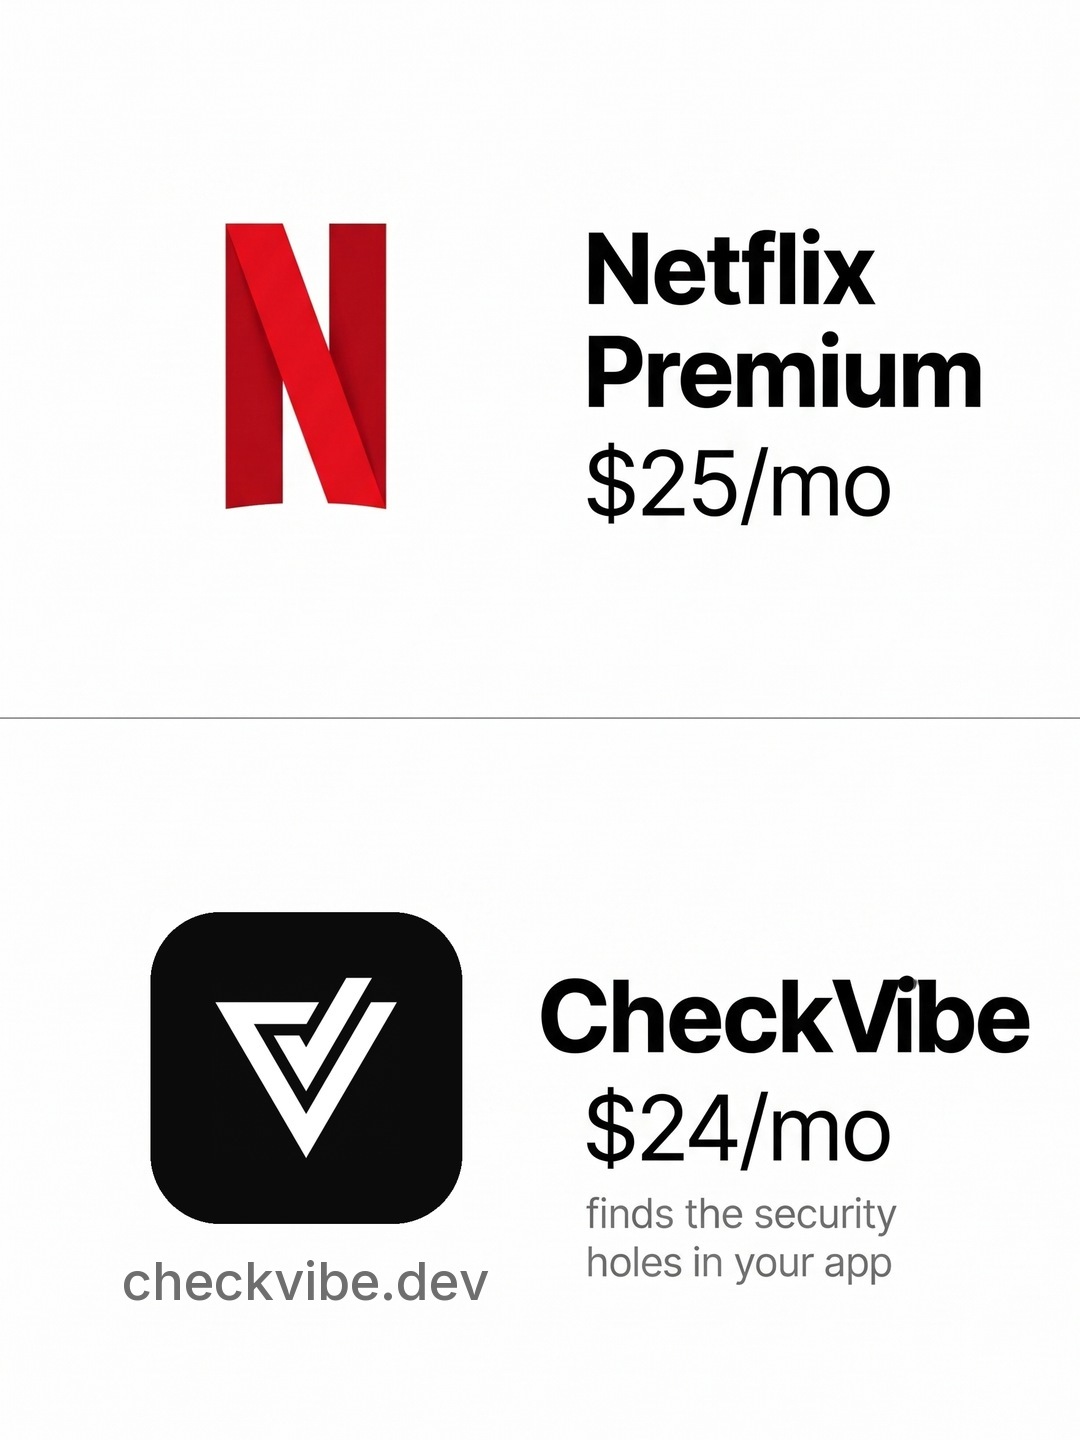 Netflix
Premium
$25/mo
CheckVibe
$24/mo
finds the security
holes in your app
checkvibe.dev